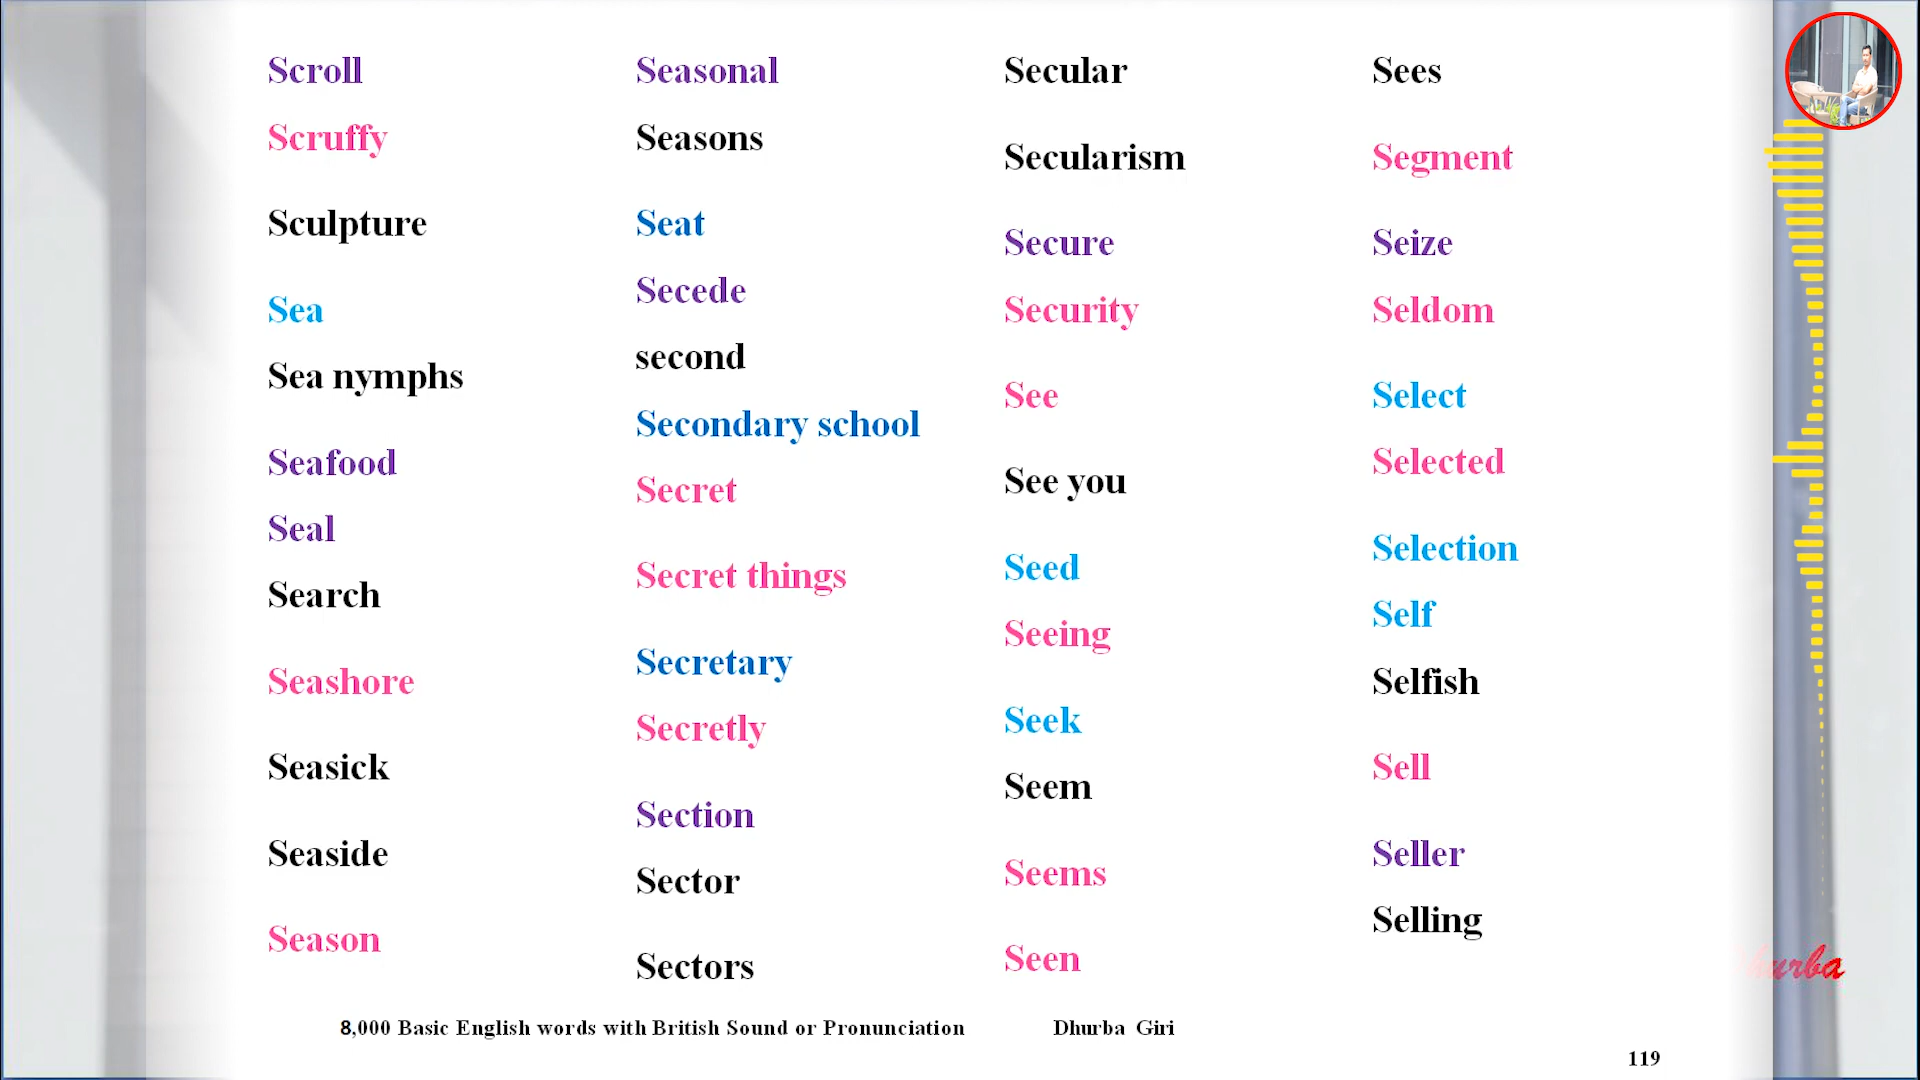 Scroll
Scruffy
Sculpture
Sea
Sea nymphs
Seafood
Seal
Search
Seashore
Seasick
Seaside
Season
Seasonal
Seasons
Seat
Secede
second
Secondary school
Secret
Secret things
Secretary
Secretly
Section
Sector
Sectors
Secular
Secularism
Secure
Security
See
See you
Seed
Seeing
Seek
Seem
Seems
Seen
Sees
Segment
Seize
Seldom
Select
Selected
Selection
Self
Selfish
Sell
Seller
Selling
8,000 Basic English words with British Sound or Pronunciation Dhurba Giri
119